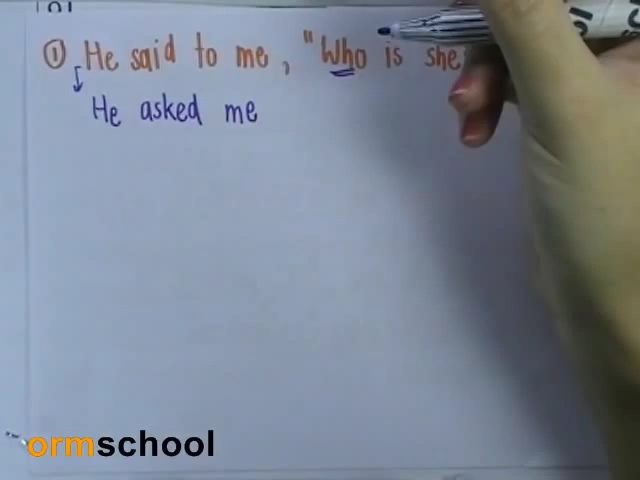 ① He said to me, "Who is she
He asked me
ormschool